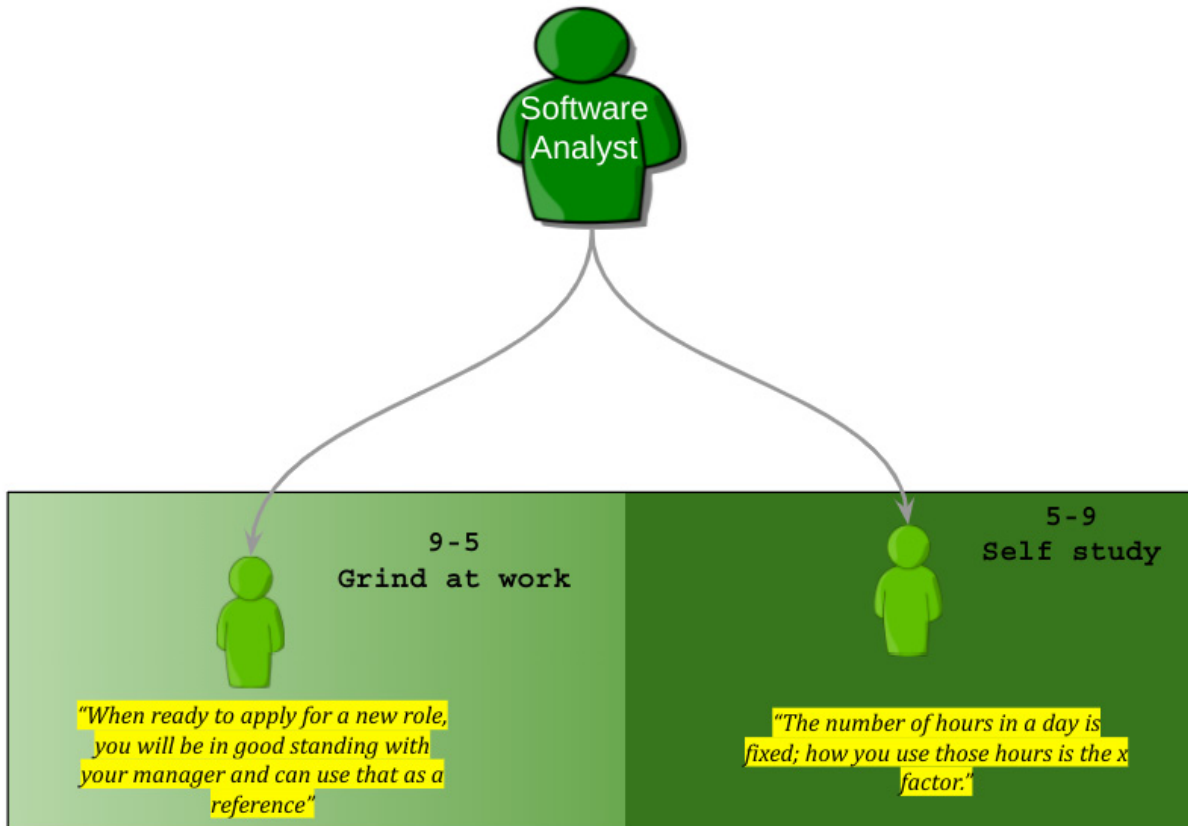 Software
Analyst
9-5
Grind at work
5-9
Self study
“When ready to apply for a new role,
you will be in good standing with
your manager and can use that as a
reference”
“The number of hours in a day is
fixed; how you use those hours is the x
factor.”